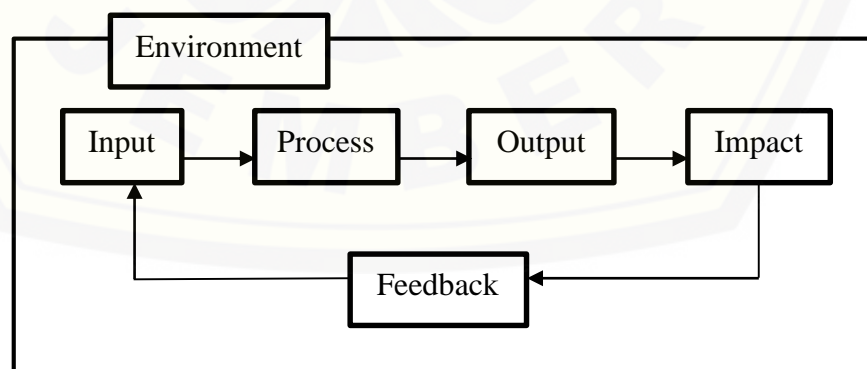 Environment
Input
Process
Output
Impact
Feedback